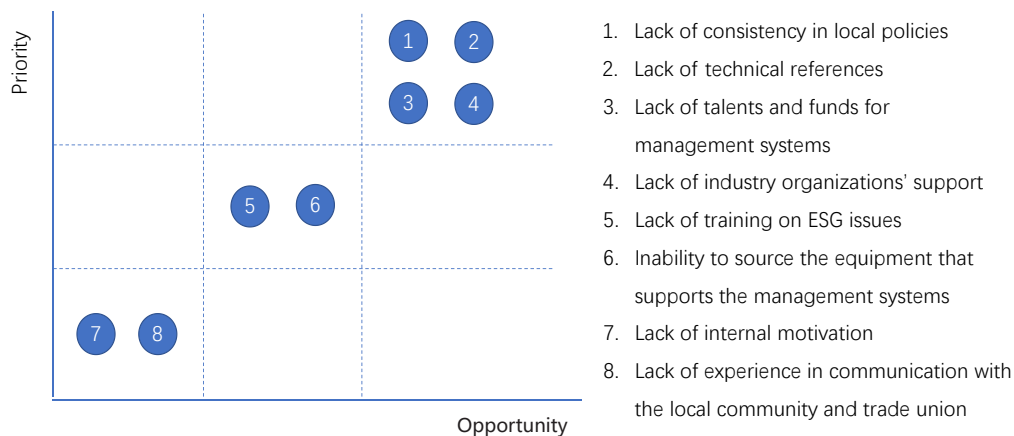 Priority
1
2
3
4
5
6
7
8
Opportunity
1. Lack of consistency in local policies
2. Lack of technical references
3. Lack of talents and funds for
management systems
4. Lack of industry organizations’ support
5. Lack of training on ESG issues
6. Inability to source the equipment that
supports the management systems
7. Lack of internal motivation
8. Lack of experience in communication with
the local community and trade union